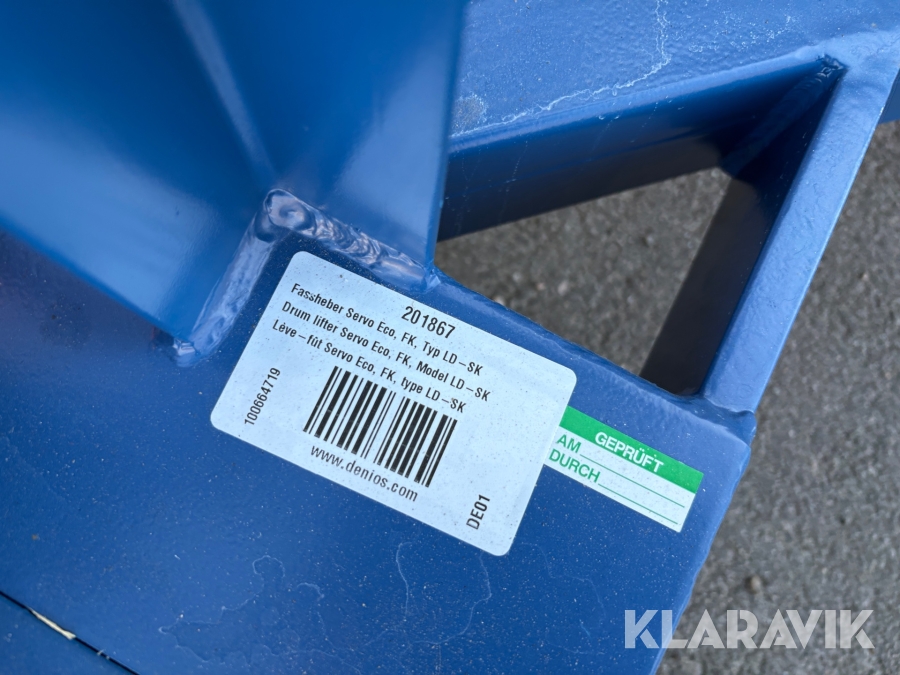 201867
Fassheber Servo Eco, FK, Typ LD-SK
Drum lifter Servo Eco, FK, Model LD-SK
Lève-fût Servo Eco, FK, type LD-SK
100664719
www.denios.com
DE01
GEPRÜFT
AM
DURCH
KLARAVIK